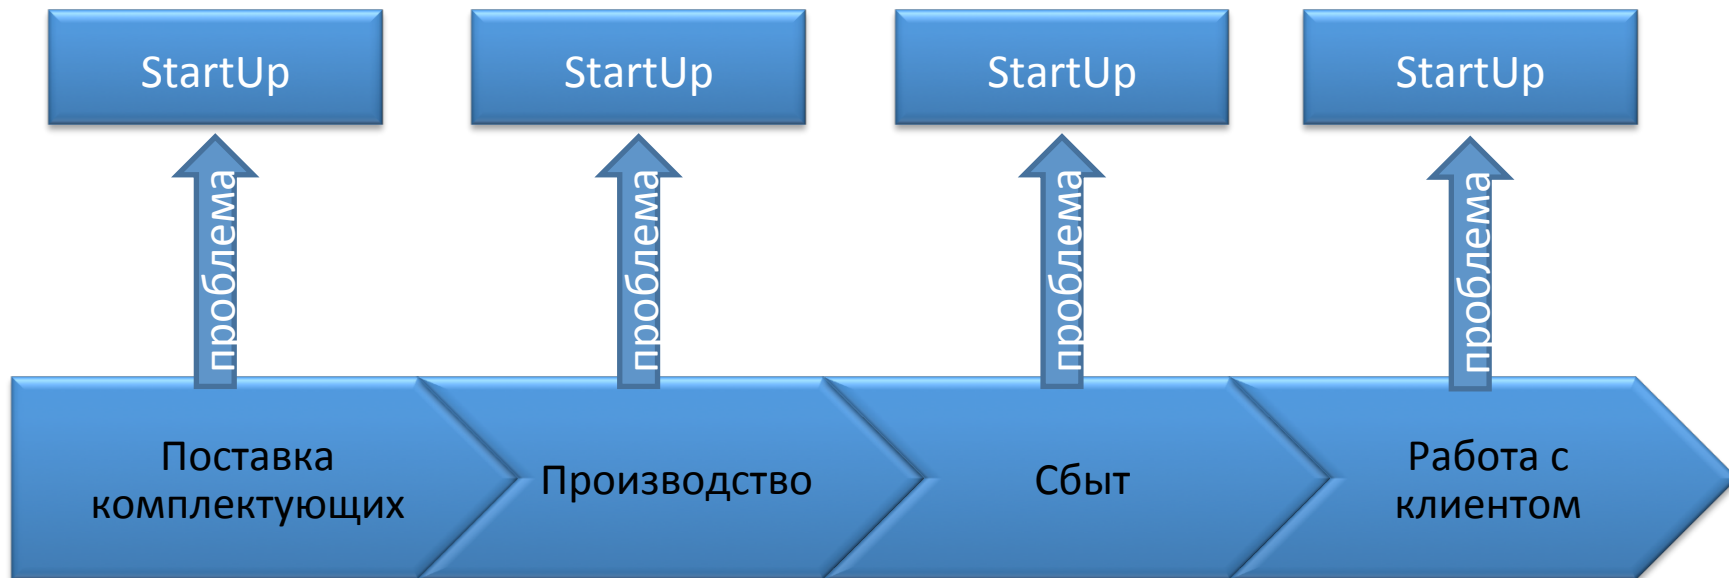 StartUp
StartUp
StartUp
StartUp
проблема
проблема
проблема
проблема
Поставка
комплектующих
Производство
Сбыт
Работа с
клиентом